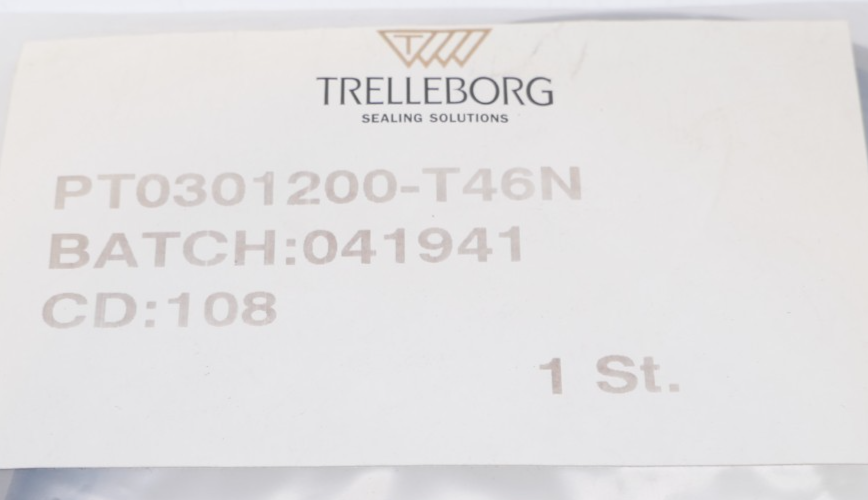 T
TRELLEBORG
SEALING SOLUTIONS
PT0301200-T46N
BATCH:041941
CD:108
1 St.